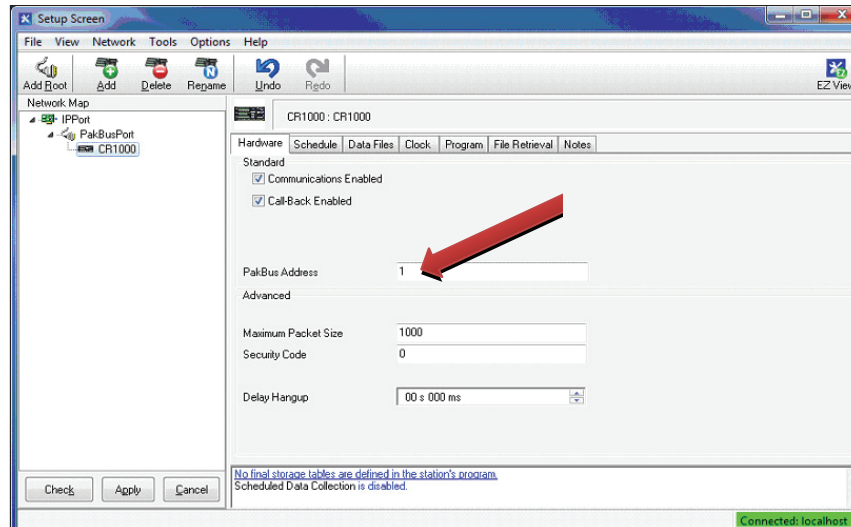 Setup Screen
File View Network Tools Options Help
Add Root Add Delete Rename Undo Redo EZ View
Network Map
IPPort
PakBusPort
CR1000
CR1000 : CR1000
Hardware Schedule Data Files Clock Program File Retrieval Notes
Standard
Communications Enabled
Call-Back Enabled
PakBus Address 1
Advanced
Maximum Packet Size 1000
Security Code 0
Delay Hangup 00 s 000 ms
No final storage tables are defined in the station's program.
Scheduled Data Collection is disabled.
Check Apply Cancel
Connected: localhost